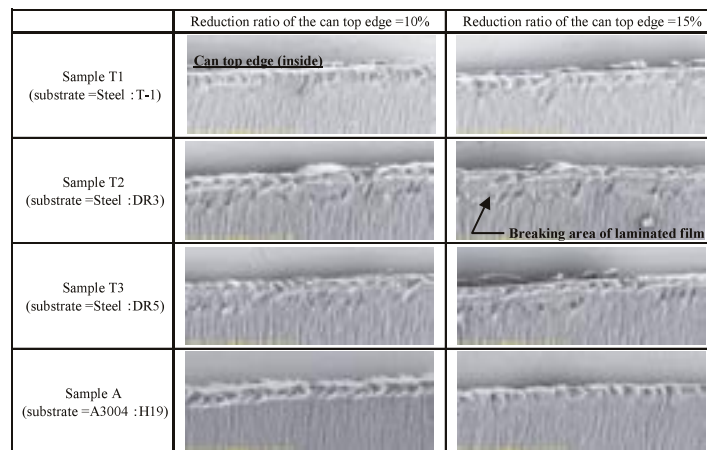 Reduction ratio of the can top edge =10%
Reduction ratio of the can top edge =15%
Sample T1
(substrate =Steel :T-1)
Can top edge (inside)
Sample T2
(substrate =Steel :DR3)
Breaking area of laminated film
Sample T3
(substrate =Steel :DR5)
Sample A
(substrate =A3004 :H19)